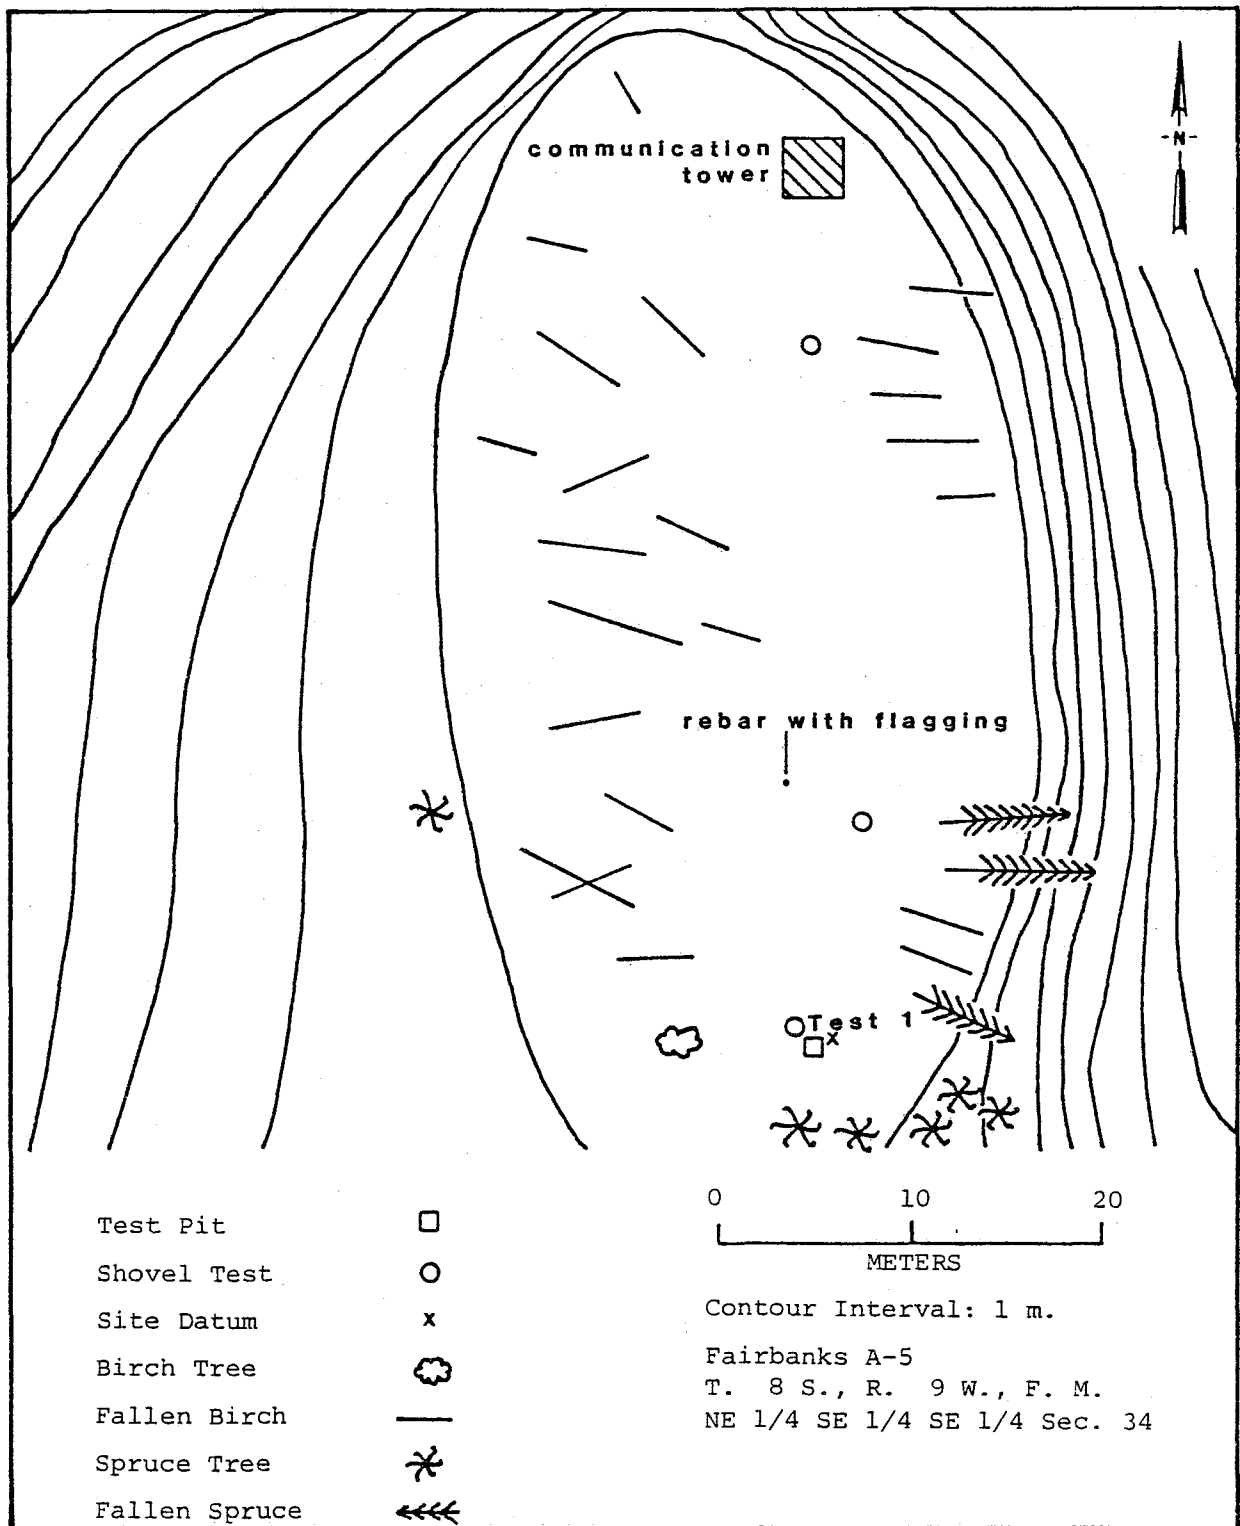 -N-
communication
tower
rebar with flagging
Test 1
x
0 10 20
METERS
Test Pit
Shovel Test
Site Datum x
Birch Tree
Fallen Birch
Spruce Tree
Fallen Spruce
Contour Interval: 1 m.
Fairbanks A-5
T. 8 S., R. 9 W., F. M.
NE 1/4 SE 1/4 SE 1/4 Sec. 34